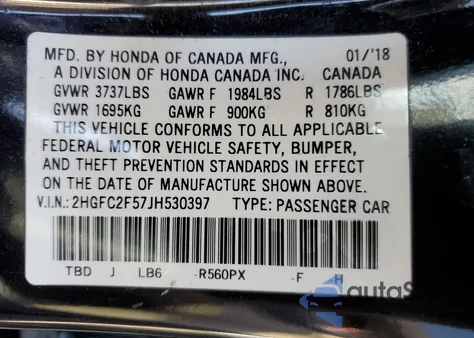 MFD. BY HONDA OF CANADA MFG., 01/'18
A DIVISION OF HONDA CANADA INC. CANADA
GVWR 3737LBS GAWR F 1984LBS R 1786LBS
GVWR 1695KG GAWR F 900KG R 810KG
THIS VEHICLE CONFORMS TO ALL APPLICABLE
FEDERAL MOTOR VEHICLE SAFETY, BUMPER,
AND THEFT PREVENTION STANDARDS IN EFFECT
ON THE DATE OF MANUFACTURE SHOWN ABOVE.
V.I.N.: 2HGFC2F57JH530397 TYPE: PASSENGER CAR
TBD J LB6 -R560PX -F H
autoS